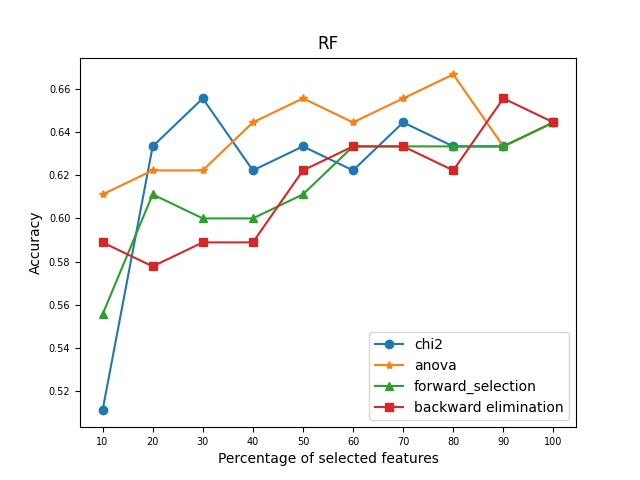 RF
Accuracy
0.66
0.64
0.62
0.60
0.58
0.56
0.54
0.52
10 20 30 40 50 60 70 80 90 100
Percentage of selected features
chi2
anova
forward_selection
backward elimination